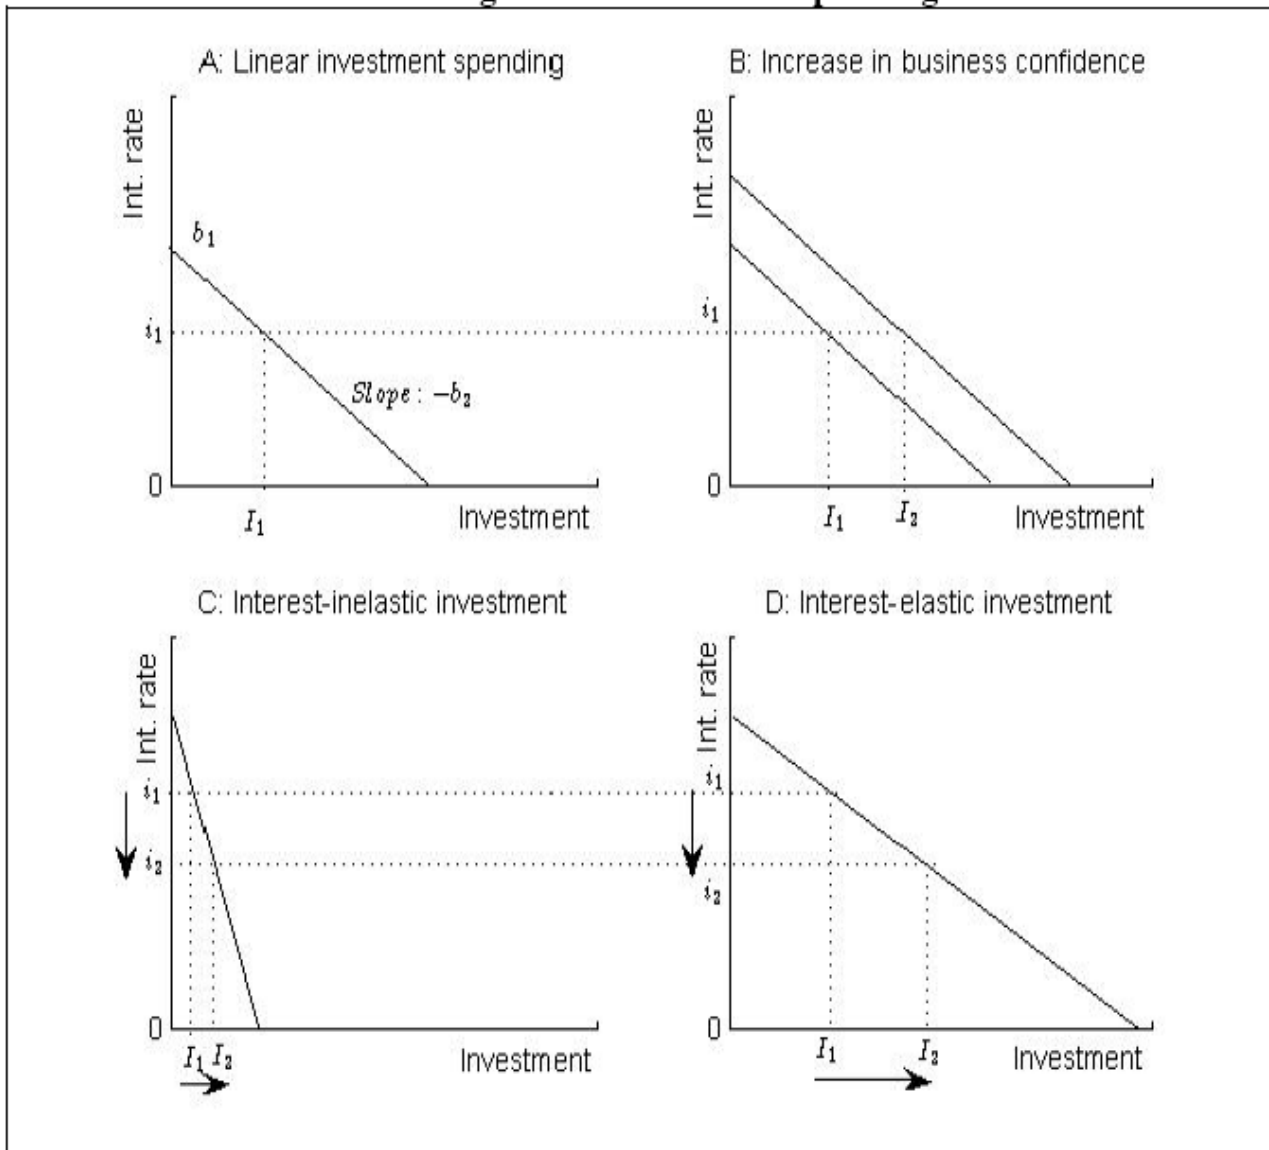 A: Linear investment spending
Int. rate
b₁
i₁
Slope: -b₂
0
I₁
Investment
B: Increase in business confidence
Int. rate
i₁
0
I₁ I₂
Investment
C: Interest-inelastic investment
Int. rate
i₁
i₂
0
I₁ I₂
Investment
D: Interest-elastic investment
Int. rate
i₁
i₂
0
I₁ I₂
Investment